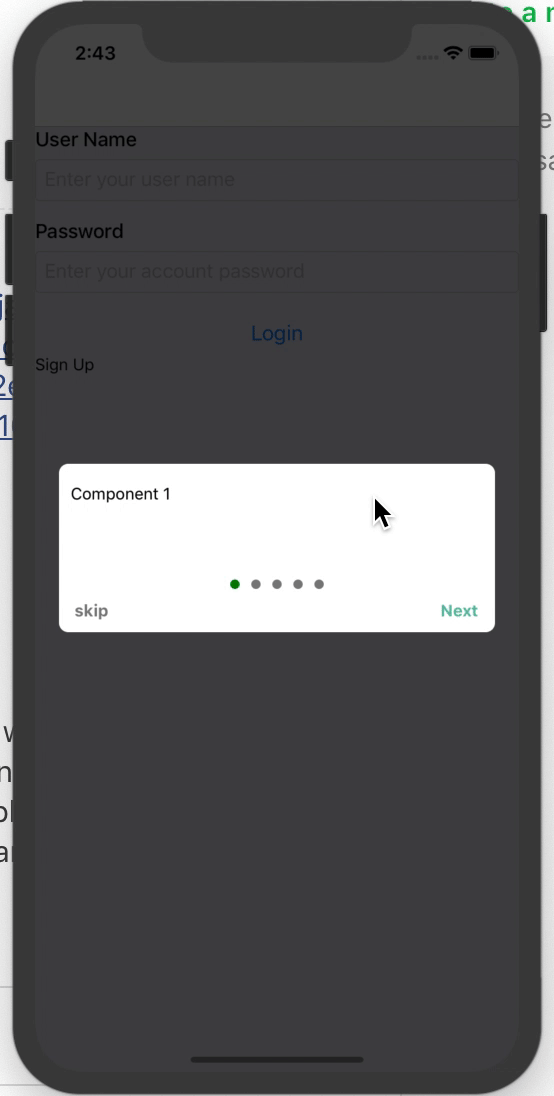 a n
2:43
User Name
Enter your user name
Password
Enter your account password
Login
Sign Up
Component 1
skip
Next